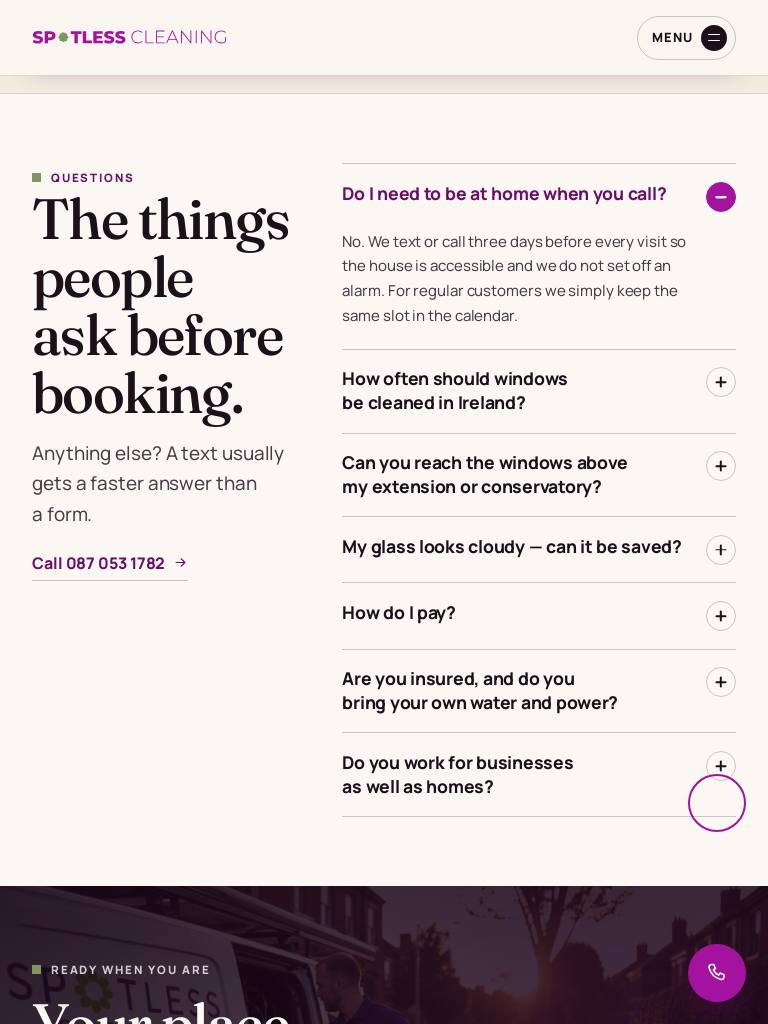 SPOTLESS CLEANING
MENU
QUESTIONS
The things
people
ask before
booking.
Anything else? A text usually
gets a faster answer than
a form.
Call 087 053 1782 →
Do I need to be at home when you call?
No. We text or call three days before every visit so
the house is accessible and we do not set off an
alarm. For regular customers we simply keep the
same slot in the calendar.
How often should windows
be cleaned in Ireland?
Can you reach the windows above
my extension or conservatory?
My glass looks cloudy — can it be saved?
How do I pay?
Are you insured, and do you
bring your own water and power?
Do you work for businesses
as well as homes?
READY WHEN YOU ARE
SPOTLESS
Your place